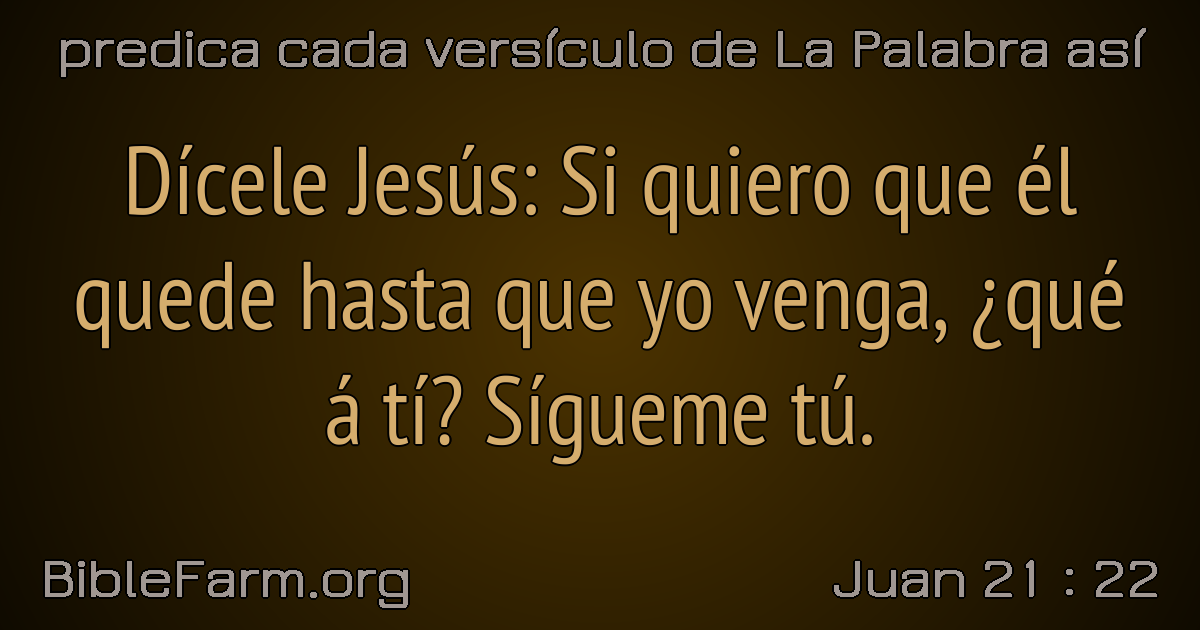 predica cada versículo de La Palabra así
Dícele Jesús: Si quiero que él
quede hasta que yo venga, ¿qué
á tí? Sígueme tú.
BibleFarm.org
Juan 21 : 22